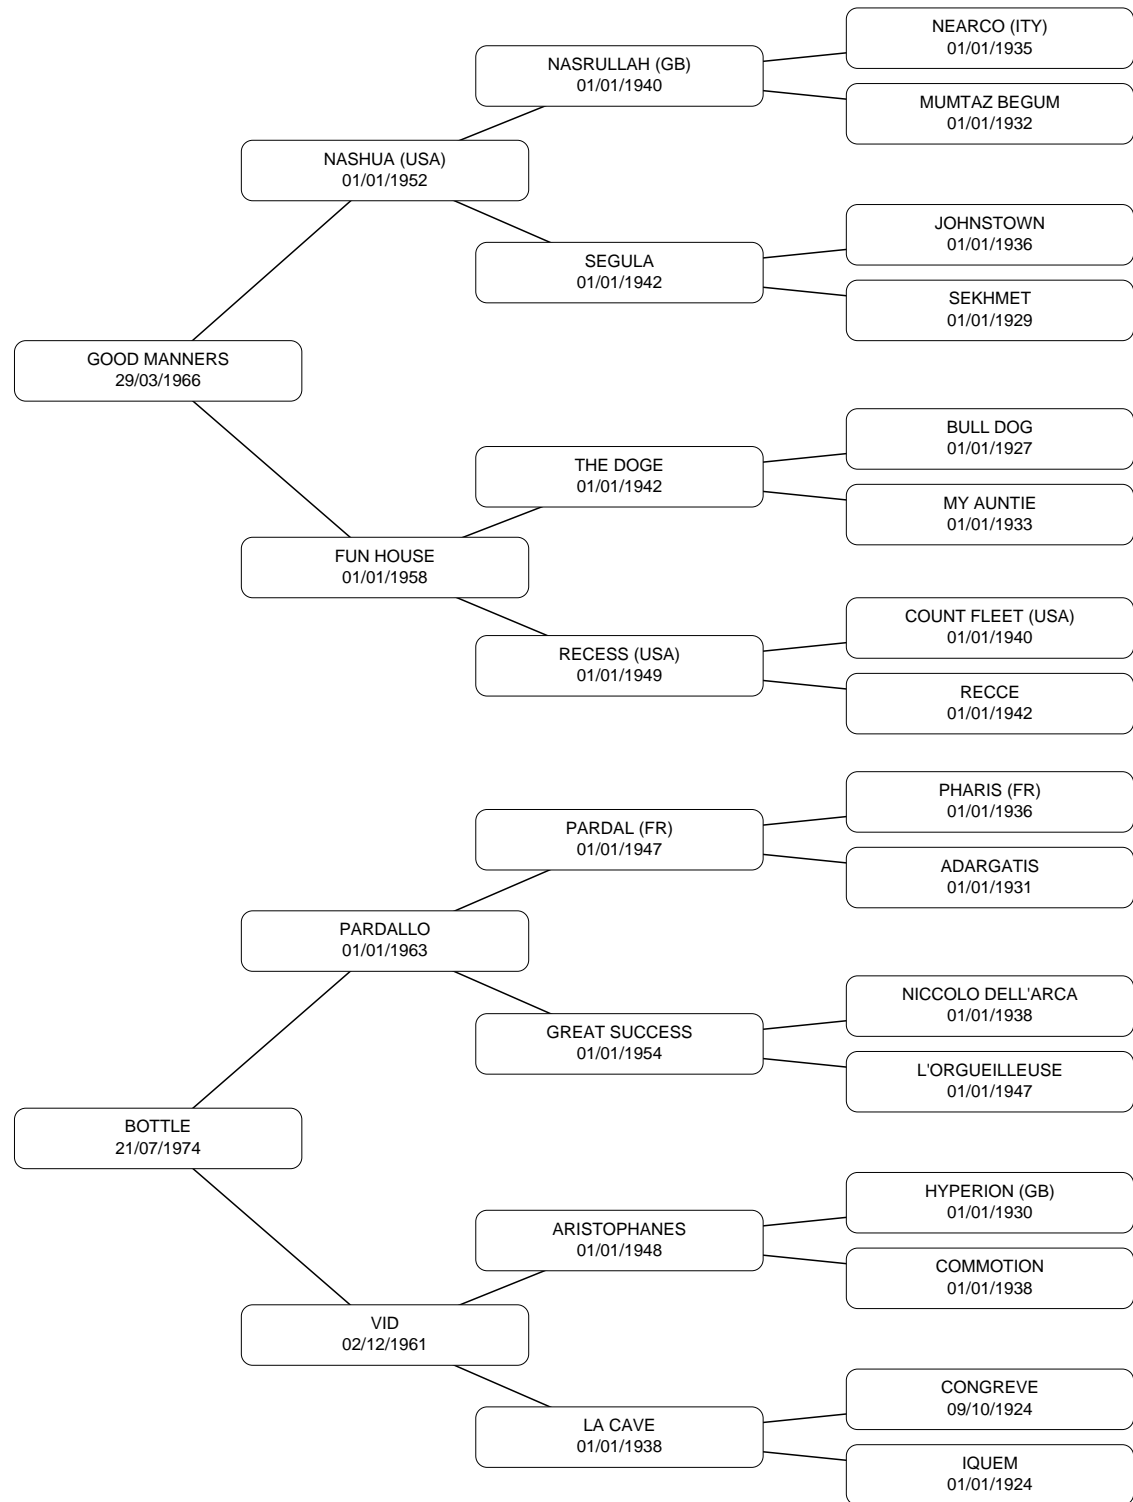 NEARCO (ITY)
01/01/1935
NASRULLAH (GB)
01/01/1940
MUMTAZ BEGUM
01/01/1932
NASHUA (USA)
01/01/1952
JOHNSTOWN
01/01/1936
SEGULA
01/01/1942
SEKHMET
01/01/1929
GOOD MANNERS
29/03/1966
BULL DOG
01/01/1927
THE DOGE
01/01/1942
MY AUNTIE
01/01/1933
FUN HOUSE
01/01/1958
COUNT FLEET (USA)
01/01/1940
RECESS (USA)
01/01/1949
RECCE
01/01/1942
PHARIS (FR)
01/01/1936
PARDAL (FR)
01/01/1947
ADARGATIS
01/01/1931
PARDALLO
01/01/1963
NICCOLO DELL'ARCA
01/01/1938
GREAT SUCCESS
01/01/1954
L'ORGUEILLEUSE
01/01/1947
BOTTLE
21/07/1974
HYPERION (GB)
01/01/1930
ARISTOPHANES
01/01/1948
COMMOTION
01/01/1938
VID
02/12/1961
CONGREVE
09/10/1924
LA CAVE
01/01/1938
IQUEM
01/01/1924